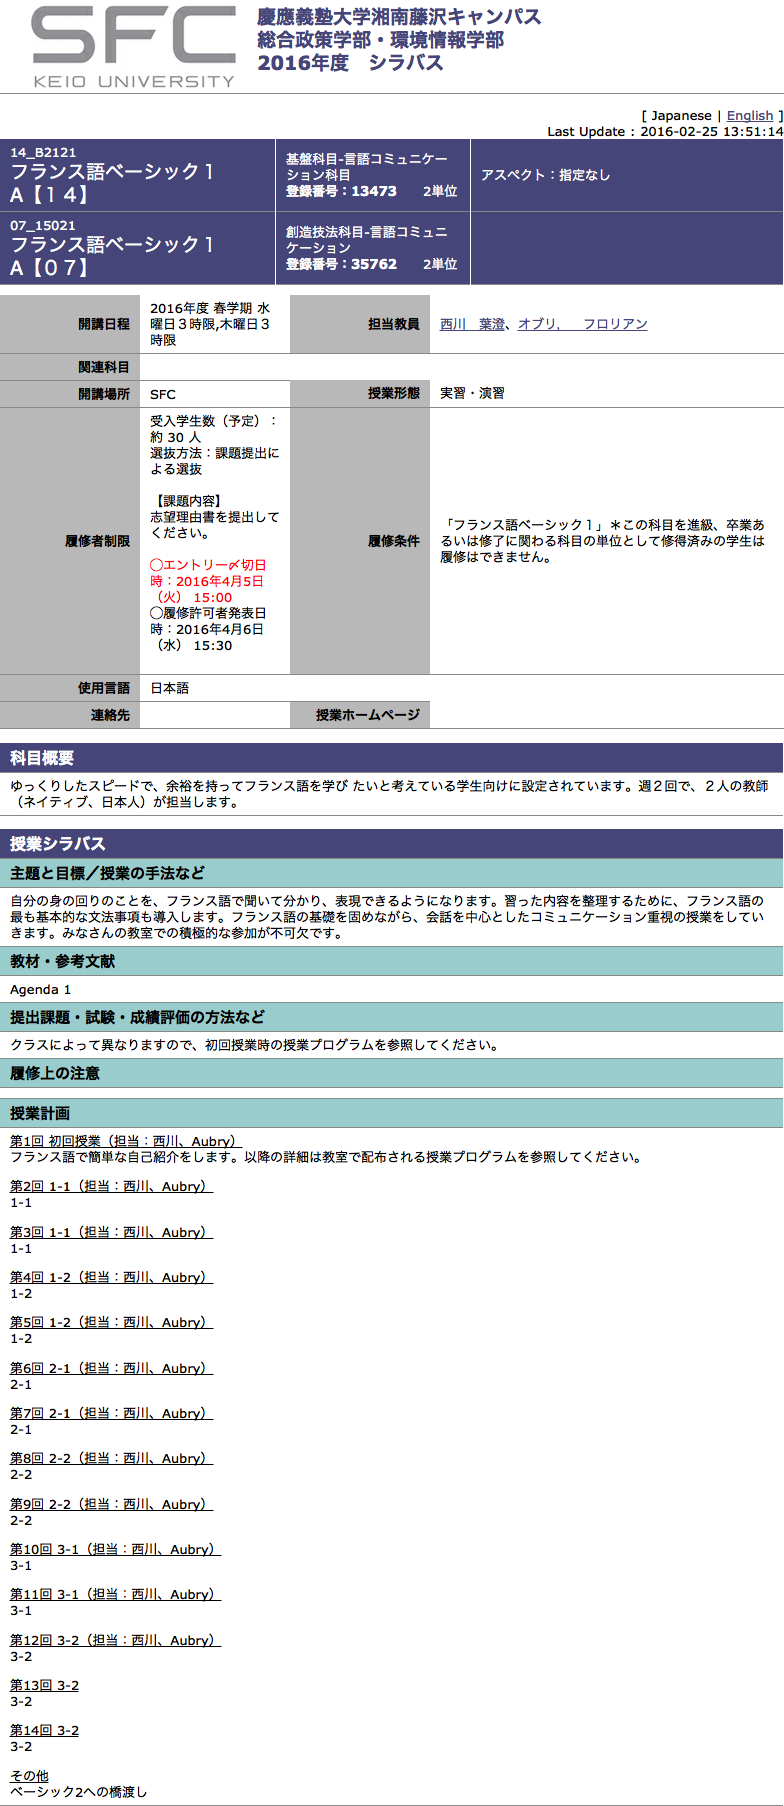 SFC
KEIO UNIVERSITY
慶應義塾大学湘南藤沢キャンパス
総合政策学部・環境情報学部
2016年度　シラバス
[ Japanese | English ]
Last Update : 2016-02-25 13:51:14
14_B2121
フランス語ベーシック１
A【１４】
基盤科目-言語コミュニケー
ション科目
登録番号：13473　　2単位
アスペクト：指定なし
07_15021
フランス語ベーシック１
A【０７】
創造技法科目-言語コミュニ
ケーション
登録番号：35762　　2単位
開講日程
2016年度 春学期 水
曜日３時限,木曜日３
時限
担当教員
西川　葉澄、オブリ,　フロリアン
関連科目
開講場所
SFC
授業形態
実習・演習
履修者制限
受入学生数（予定）：
約 30 人
選抜方法：課題提出に
よる選抜
【課題内容】
志望理由書を提出して
ください。
◯エントリー〆切日
時：2016年4月5日
（火） 15:00
◯履修許可者発表日
時：2016年4月6日
（水） 15:30
履修条件
「フランス語ベーシック１」＊この科目を進級、卒業あ
るいは修了に関わる科目の単位として修得済みの学生は
履修はできません。
使用言語
日本語
連絡先
授業ホームページ
科目概要
ゆっくりしたスピードで、余裕を持ってフランス語を学び たいと考えている学生向けに設定されています。週２回で、２人の教師
（ネイティブ、日本人）が担当します。
授業シラバス
主題と目標／授業の手法など
自分の身の回りのことを、フランス語で聞いて分かり、表現できるようになります。習った内容を整理するために、フランス語の
最も基本的な文法事項も導入します。フランス語の基礎を固めながら、会話を中心としたコミュニケーション重視の授業をしてい
きます。みなさんの教室での積極的な参加が不可欠です。
教材・参考文献
Agenda 1
提出課題・試験・成績評価の方法など
クラスによって異なりますので、初回授業時の授業プログラムを参照してください。
履修上の注意
授業計画
第1回 初回授業（担当：西川、Aubry）
フランス語で簡単な自己紹介をします。以降の詳細は教室で配布される授業プログラムを参照してください。
第2回 1-1（担当：西川、Aubry）
1-1
第3回 1-1（担当：西川、Aubry）
1-1
第4回 1-2（担当：西川、Aubry）
1-2
第5回 1-2（担当：西川、Aubry）
1-2
第6回 2-1（担当：西川、Aubry）
2-1
第7回 2-1（担当：西川、Aubry）
2-1
第8回 2-2（担当：西川、Aubry）
2-2
第9回 2-2（担当：西川、Aubry）
2-2
第10回 3-1（担当：西川、Aubry）
3-1
第11回 3-1（担当：西川、Aubry）
3-1
第12回 3-2（担当：西川、Aubry）
3-2
第13回 3-2
3-2
第14回 3-2
3-2
その他
ベーシック2への橋渡し